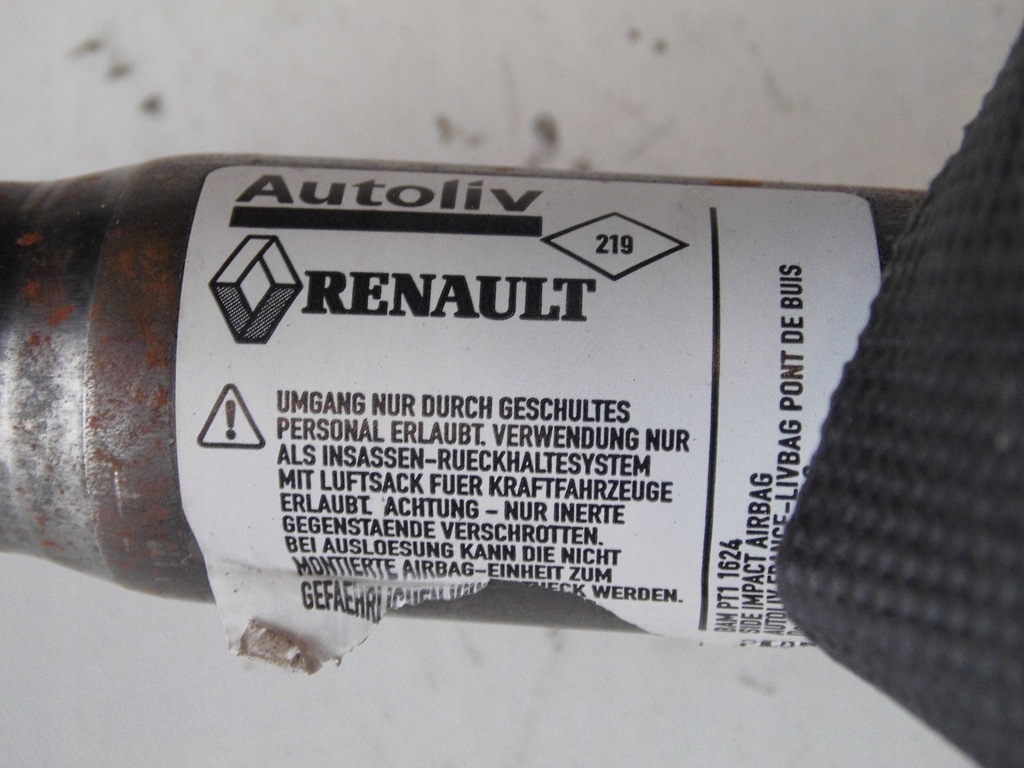 Autoliv
219
RENAULT
UMGANG NUR DURCH GESCHULTES
PERSONAL ERLAUBT. VERWENDUNG NUR
ALS INSASSEN-RUECKHALTESYSTEM
MIT LUFTSACK FUER KRAFTFAHRZEUGE
ERLAUBT. ACHTUNG - NUR INERTE
GEGENSTAENDE VERSCHROTTEN.
BEI AUSLOESUNG KANN DIE NICHT
MONTIERTE AIRBAG-EINHEIT ZUM
GEFAEHRLICHEN WERDEN.
BAM PT1 1624
SIDE IMPACT AIRBAG
AUTOLIV FRANCE-LIVBAG PONT DE BUIS